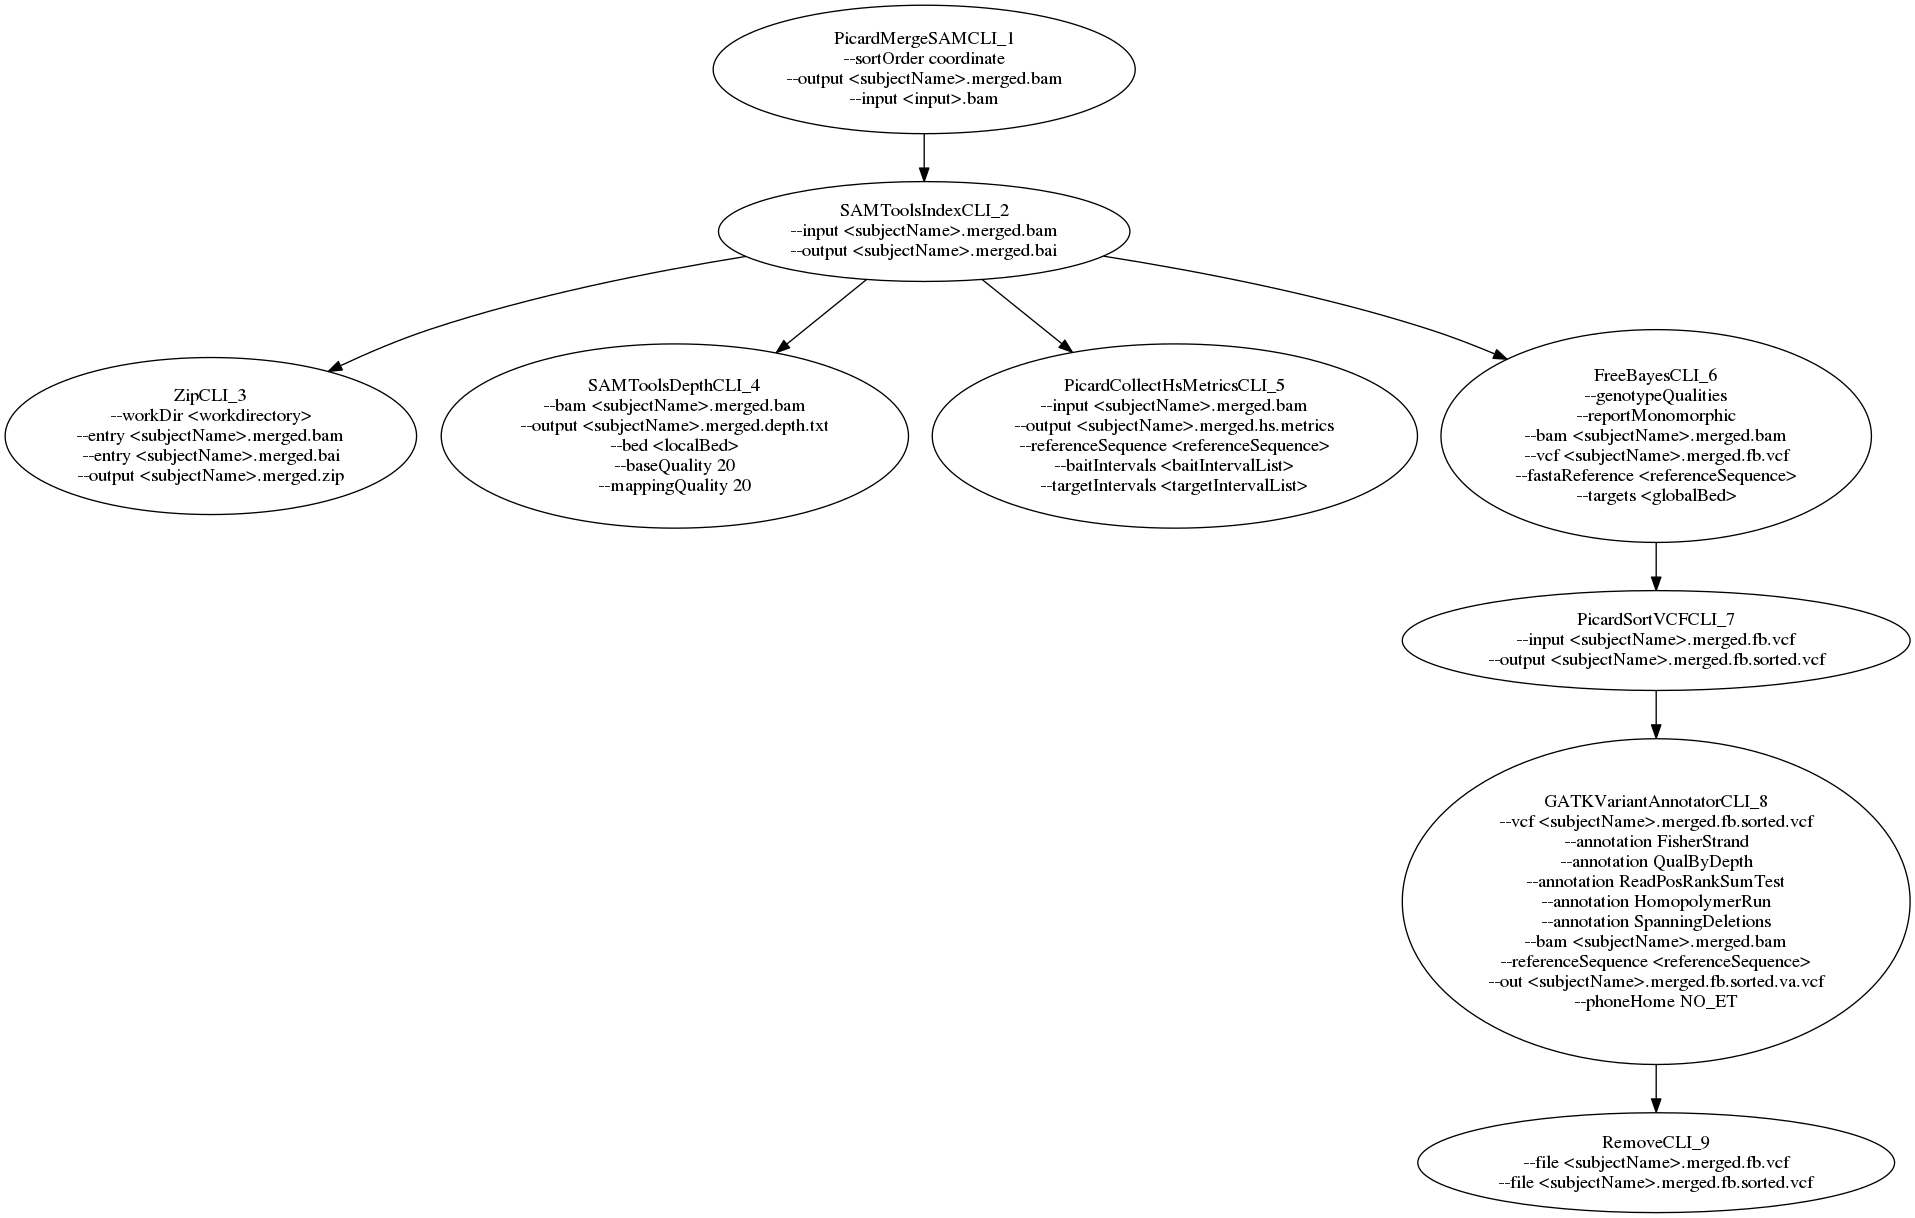 PicardMergeSAMCLI_1
--sortOrder coordinate
--output <subjectName>.merged.bam
--input <input>.bam
SAMToolsIndexCLI_2
--input <subjectName>.merged.bam
--output <subjectName>.merged.bai
ZipCLI_3
--workDir <workdirectory>
--entry <subjectName>.merged.bam
--entry <subjectName>.merged.bai
--output <subjectName>.merged.zip
SAMToolsDepthCLI_4
--bam <subjectName>.merged.bam
--output <subjectName>.merged.depth.txt
--bed <localBed>
--baseQuality 20
--mappingQuality 20
PicardCollectHsMetricsCLI_5
--input <subjectName>.merged.bam
--output <subjectName>.merged.hs.metrics
--referenceSequence <referenceSequence>
--baitIntervals <baitIntervalList>
--targetIntervals <targetIntervalList>
FreeBayesCLI_6
--genotypeQualities
--reportMonomorphic
--bam <subjectName>.merged.bam
--vcf <subjectName>.merged.fb.vcf
--fastaReference <referenceSequence>
--targets <globalBed>
PicardSortVCFCLI_7
--input <subjectName>.merged.fb.vcf
--output <subjectName>.merged.fb.sorted.vcf
GATKVariantAnnotatorCLI_8
--vcf <subjectName>.merged.fb.sorted.vcf
--annotation FisherStrand
--annotation QualByDepth
--annotation ReadPosRankSumTest
--annotation HomopolymerRun
--annotation SpanningDeletions
--bam <subjectName>.merged.bam
--referenceSequence <referenceSequence>
--out <subjectName>.merged.fb.sorted.va.vcf
--phoneHome NO_ET
RemoveCLI_9
--file <subjectName>.merged.fb.vcf
--file <subjectName>.merged.fb.sorted.vcf